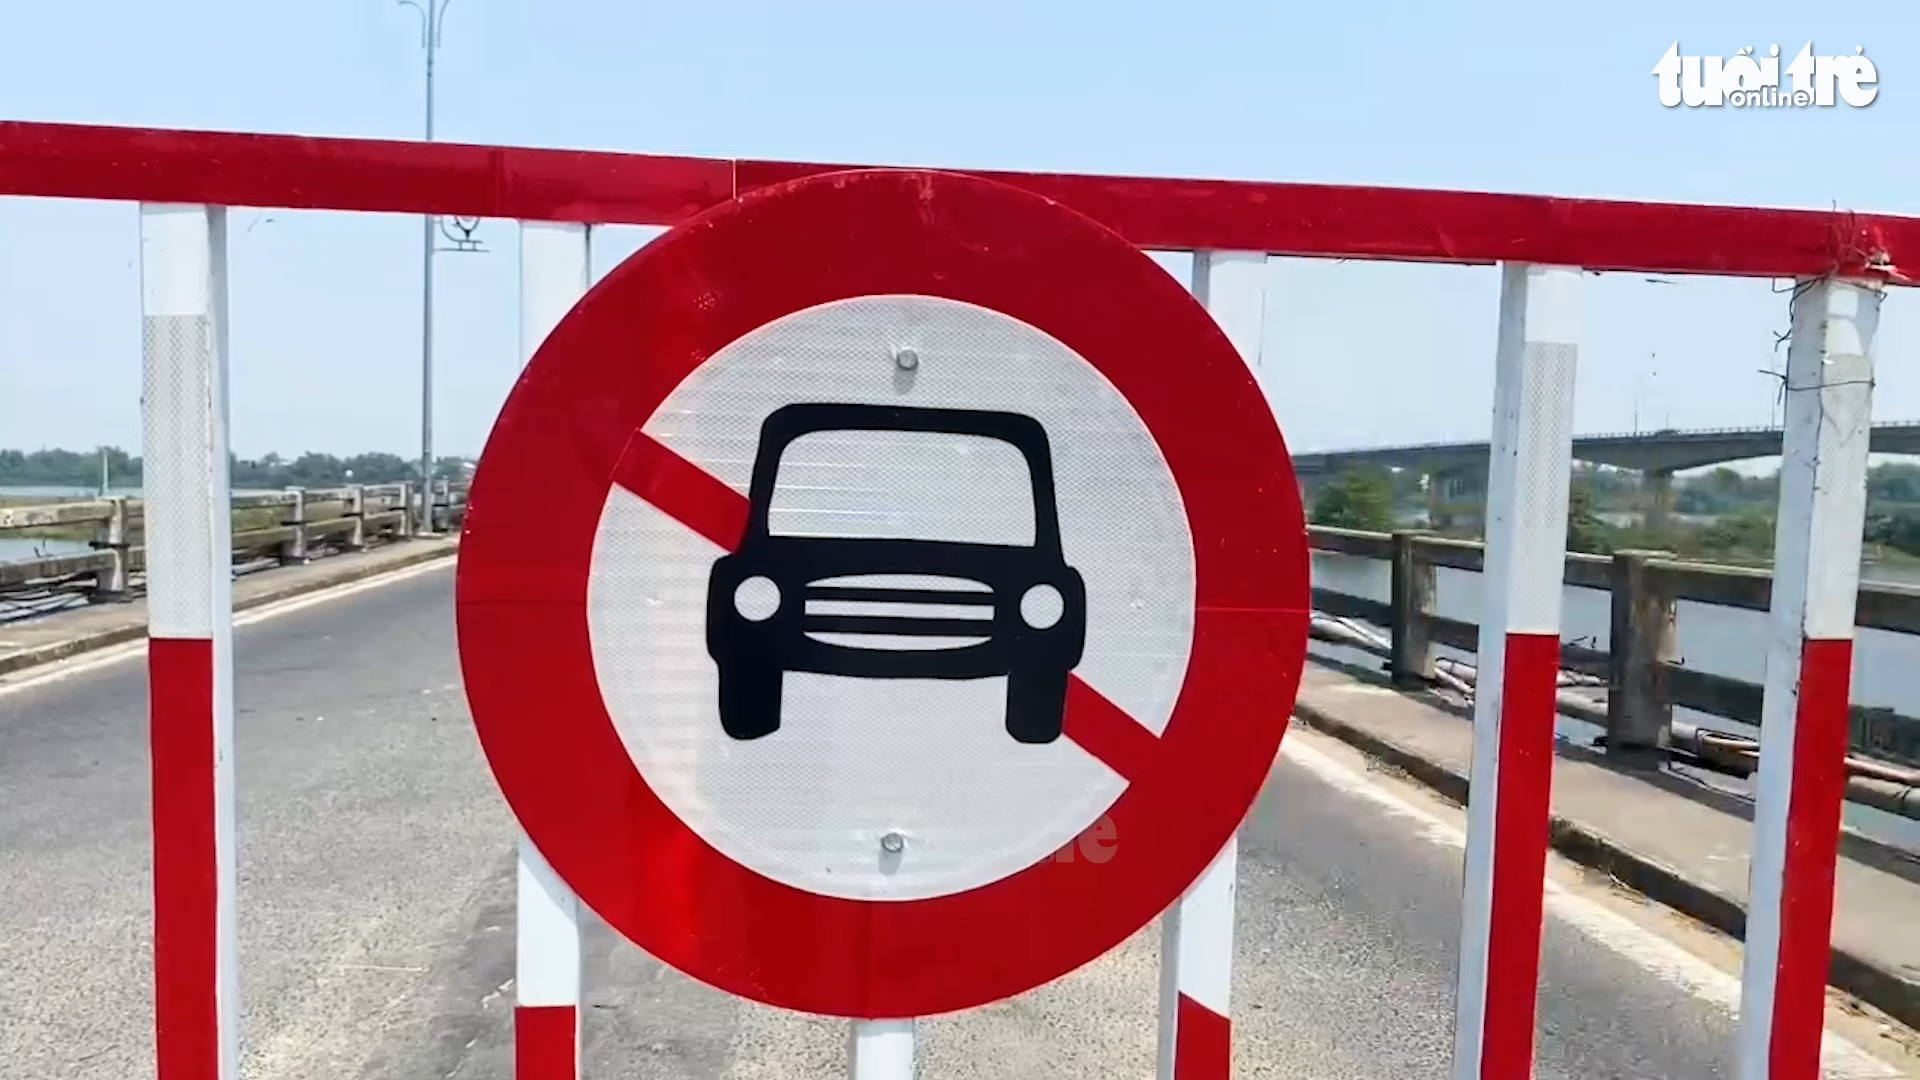 tuổi trẻ
online